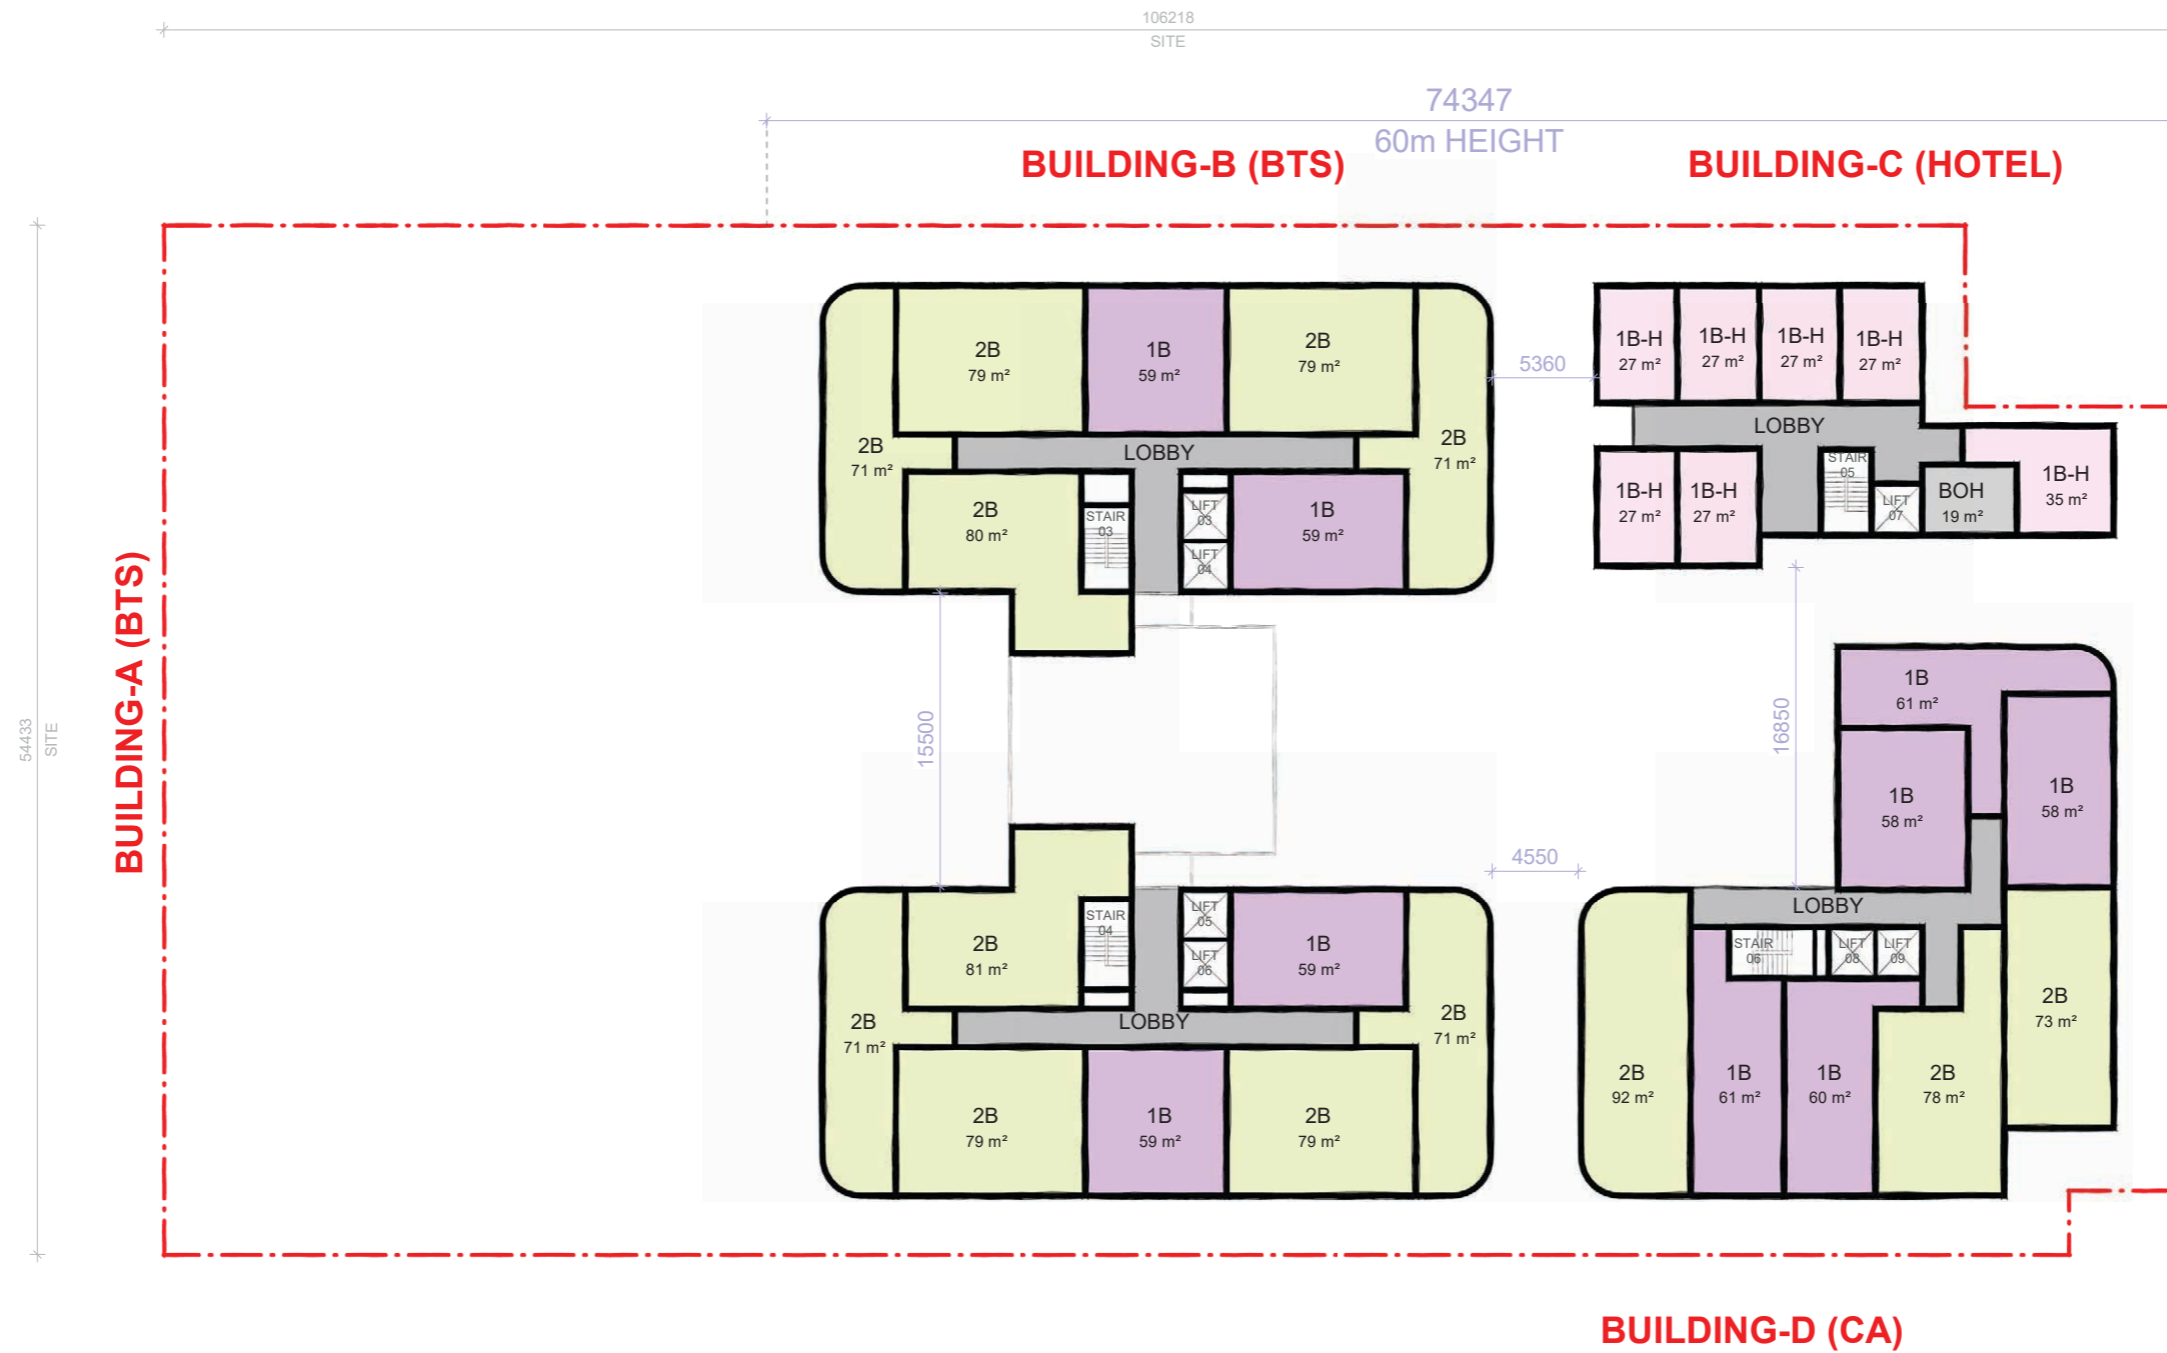 106218
SITE
74347
60m HEIGHT
BUILDING-B (BTS)
BUILDING-C (HOTEL)
54433
SITE
BUILDING-A (BTS)
2B
71 m²
2B
79 m²
1B
59 m²
2B
79 m²
2B
71 m²
LOBBY
2B
80 m²
STAIR
03
LIFT
03
LIFT
04
1B
59 m²
5360
1B-H
27 m²
1B-H
27 m²
1B-H
27 m²
1B-H
27 m²
LOBBY
1B-H
27 m²
1B-H
27 m²
STAIR
05
LIFT
07
BOH
19 m²
1B-H
35 m²
15500
16850
4550
2B
81 m²
STAIR
04
LIFT
05
LIFT
06
1B
59 m²
2B
71 m²
LOBBY
2B
71 m²
2B
79 m²
1B
59 m²
2B
79 m²
1B
61 m²
1B
58 m²
1B
58 m²
LOBBY
STAIR
06
LIFT
08
LIFT
09
2B
92 m²
1B
61 m²
1B
60 m²
2B
78 m²
2B
73 m²
BUILDING-D (CA)